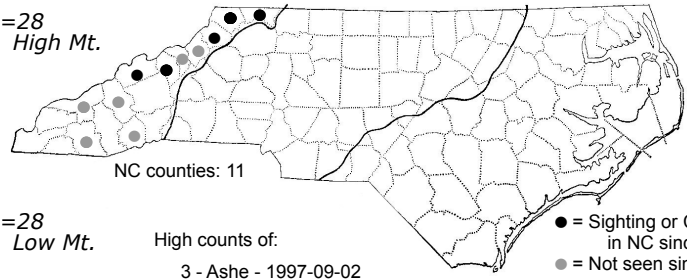 =28
High Mt.
NC counties: 11
=28
Low Mt.
High counts of:
3 - Ashe - 1997-09-02
● = Sighting or
in NC sinc
● = Not seen sin